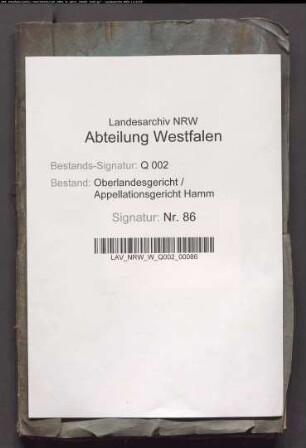 Landesarchiv NRW
Abteilung Westfalen
Bestands-Signatur: Q 002
Bestand: Oberlandesgericht /
Appellationsgericht Hamm
Signatur: Nr. 86
LAV_NRW_W_Q002_00086